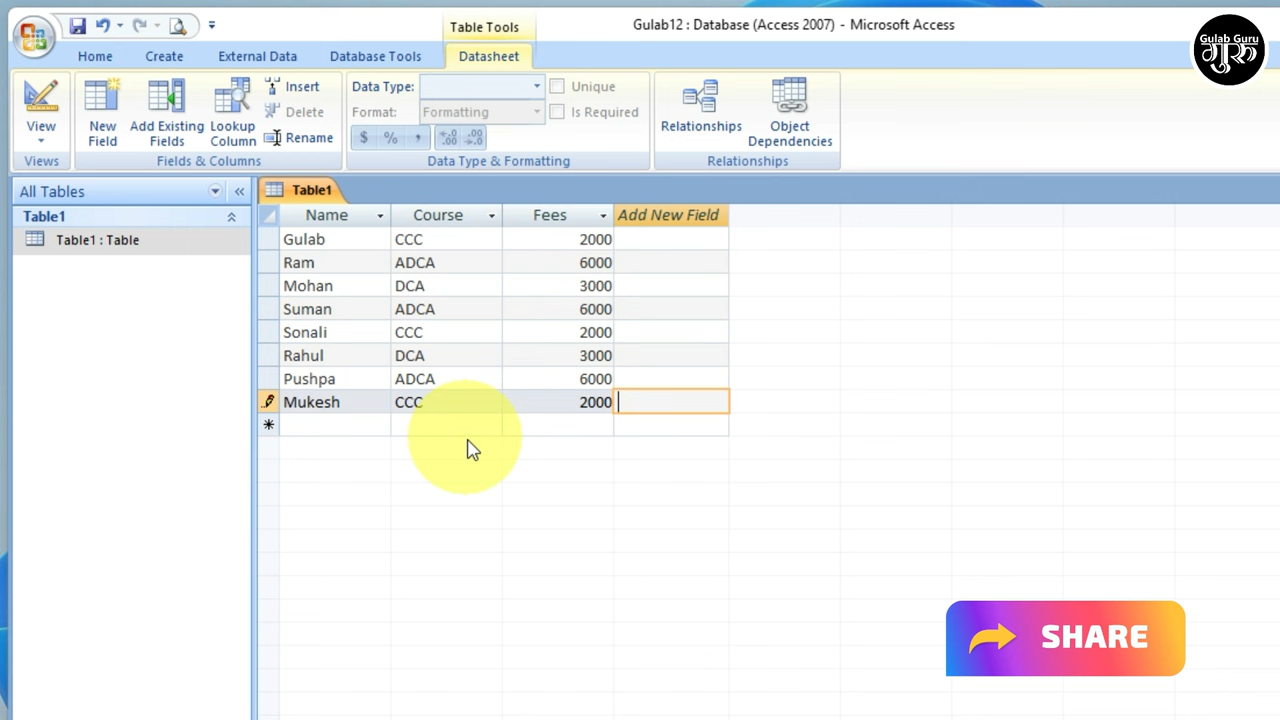 Table Tools
Gulab12 : Database (Access 2007) - Microsoft Access
Gulab Guru
गुरू
Home Create External Data Database Tools Datasheet
View
Views
New Field
Add Existing Fields
Lookup Column
Insert
Delete
Rename
Fields & Columns
Data Type:
Format: Formatting
$ % ,
Unique
Is Required
Data Type & Formatting
Relationships
Object Dependencies
Relationships
All Tables
Table1
Table1 : Table
Table1
Name Course Fees Add New Field
Gulab CCC 2000
Ram ADCA 6000
Mohan DCA 3000
Suman ADCA 6000
Sonali CCC 2000
Rahul DCA 3000
Pushpa ADCA 6000
Mukesh CCC 2000
SHARE